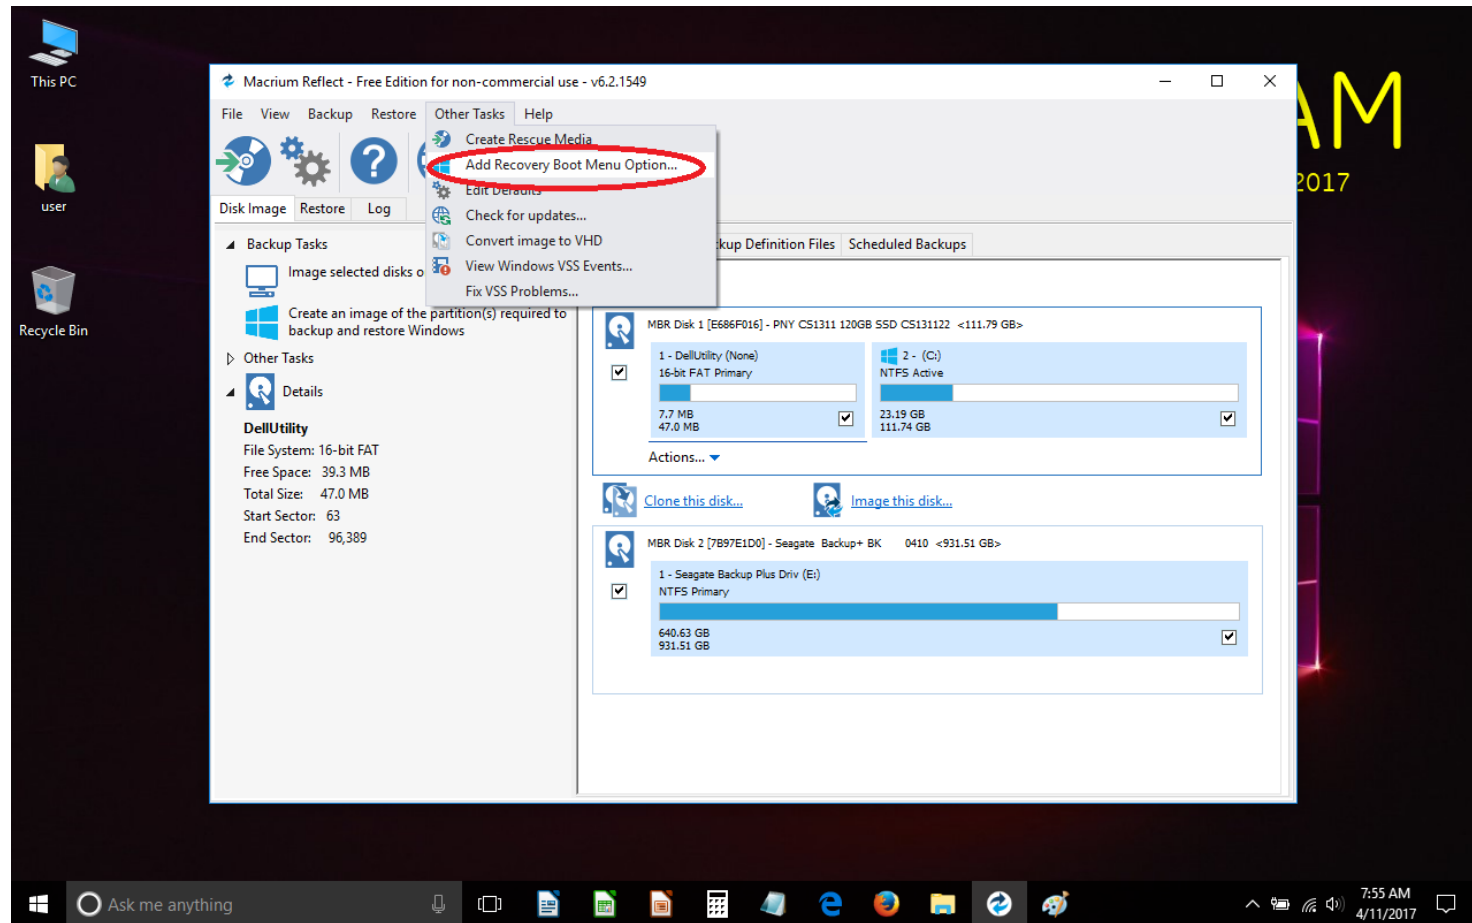 This PC
user
Recycle Bin
AM
2017
Macrium Reflect - Free Edition for non-commercial use - v6.2.1549
File View Backup Restore Other Tasks Help
Create Rescue Media
Add Recovery Boot Menu Option...
Edit Defaults
Check for updates...
Convert image to VHD
View Windows VSS Events...
Fix VSS Problems...
Disk Image Restore Log
Definition Files Scheduled Backups
Backup Tasks
Image selected disks
Create an image of the partition(s) required to
backup and restore Windows
Other Tasks
Details
DellUtility
File System: 16-bit FAT
Free Space: 39.3 MB
Total Size: 47.0 MB
Start Sector: 63
End Sector: 96,389
MBR Disk 1 [E686F016] - PNY CS1311 120GB SSD CS131122 <111.79 GB>
1 - DellUtility (None)
16-bit FAT Primary
7.7 MB
47.0 MB
2 - (C:)
NTFS Active
23.19 GB
111.74 GB
Actions...
Clone this disk... Image this disk...
MBR Disk 2 [7B97E1D0] - Seagate Backup+ BK 0410 <931.51 GB>
1 - Seagate Backup Plus Driv (E:)
NTFS Primary
640.63 GB
931.51 GB
Ask me anything
7:55 AM
4/11/2017